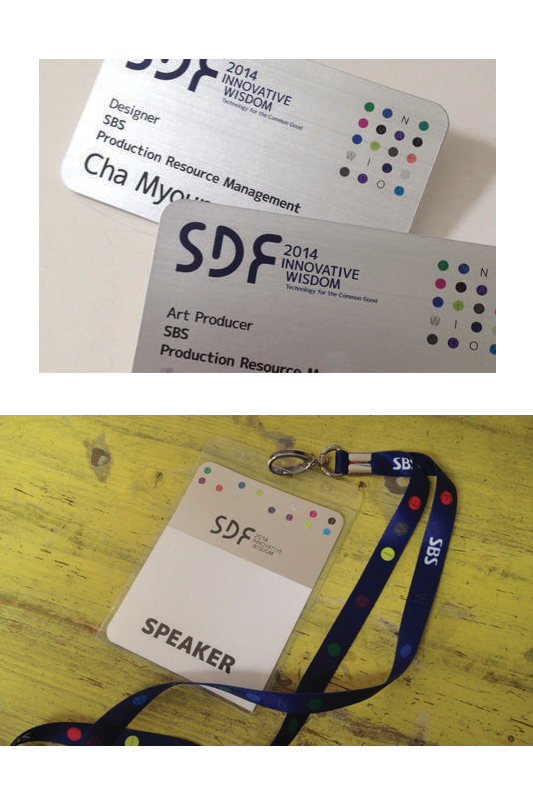 SDF
2014
INNOVATIVE
WISDOM
Technology for the Common Good
Designer
SBS
Production Resource Management
Cha Myoun
SDF
2014
INNOVATIVE
WISDOM
Technology for the Common Good
Art Producer
SBS
Production Resource M
SBS
SBS
SDF
2014
INNOVATIVE
WISDOM
SPEAKER